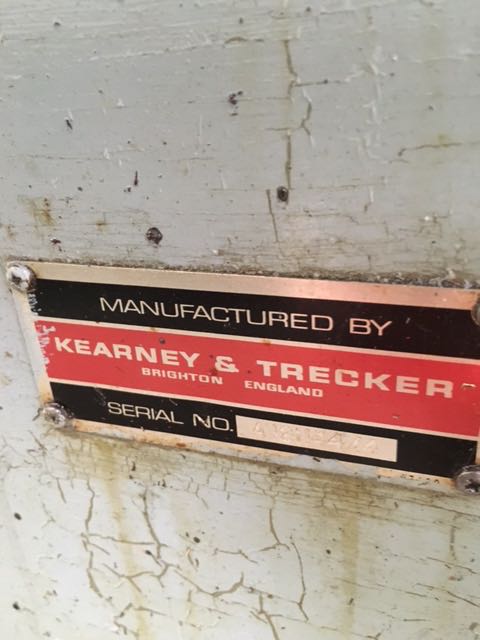 MANUFACTURED BY
KEARNEY & TRECKER
BRIGHTON ENGLAND
SERIAL NO.